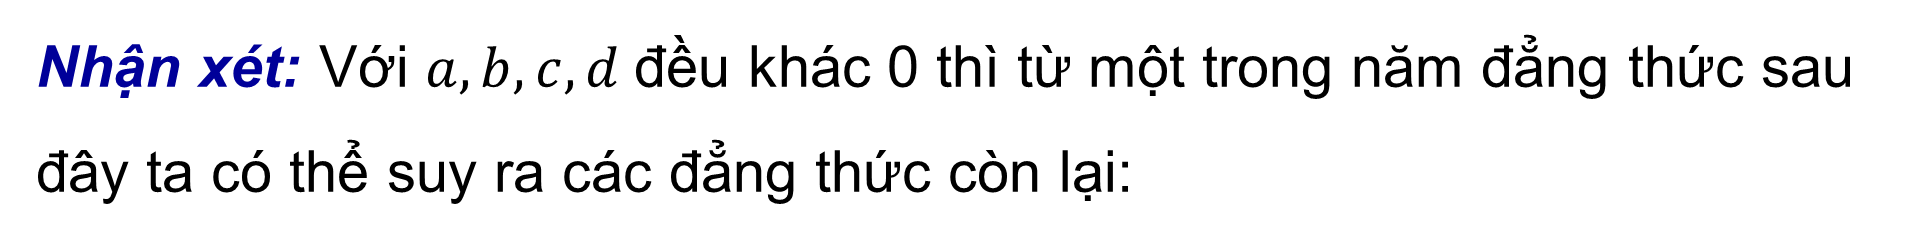 Nhận xét: Với a, b, c, d đều khác 0 thì từ một trong năm đẳng thức sau
đây ta có thể suy ra các đẳng thức còn lại: